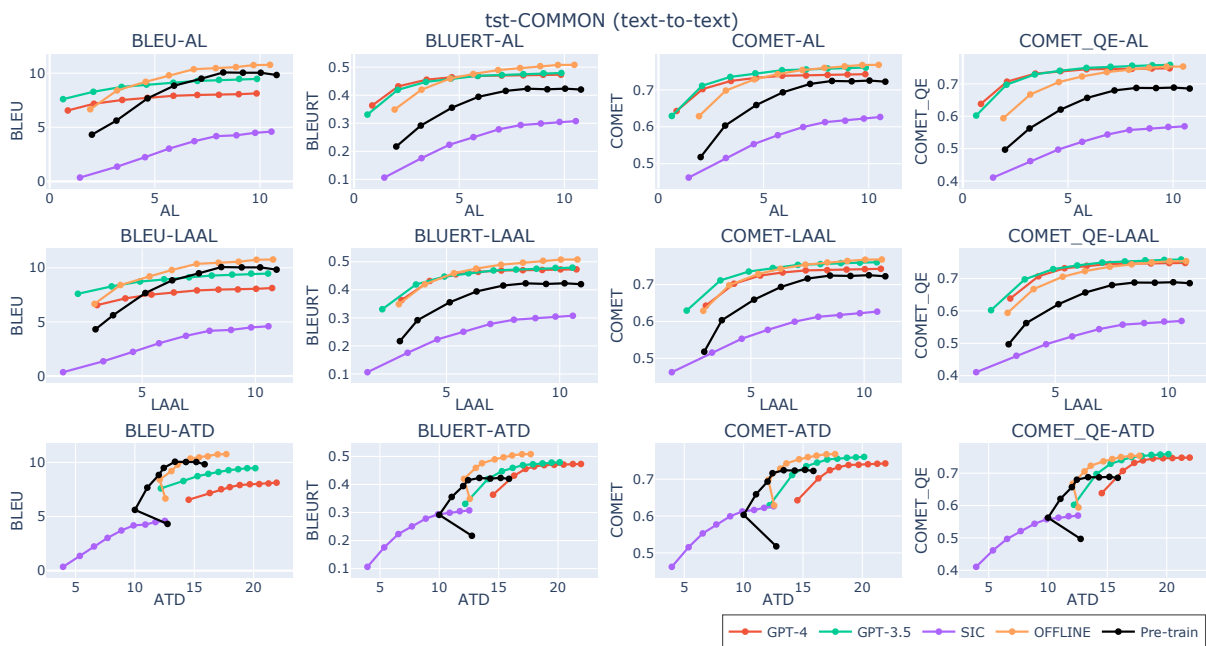 tst-COMMON (text-to-text)
BLEU-AL
BLUERT-AL
COMET-AL
COMET_QE-AL
BLEU
10
5
0
0
5
10
AL
BLEURT
0.5
0.4
0.3
0.2
0.1
0
5
10
AL
COMET
0.7
0.6
0.5
0
5
10
AL
COMET_QE
0.8
0.7
0.6
0.5
0.4
0
5
10
AL
BLEU-LAAL
BLUERT-LAAL
COMET-LAAL
COMET_QE-LAAL
BLEU
10
5
0
5
10
LAAL
BLEURT
0.5
0.4
0.3
0.2
0.1
5
10
LAAL
COMET
0.7
0.6
0.5
5
10
LAAL
COMET_QE
0.8
0.7
0.6
0.5
0.4
5
10
LAAL
BLEU-ATD
BLUERT-ATD
COMET-ATD
COMET_QE-ATD
BLEU
10
5
0
5
10
15
20
ATD
BLEURT
0.5
0.4
0.3
0.2
0.1
5
10
15
20
ATD
COMET
0.7
0.6
0.5
5
10
15
20
ATD
COMET_QE
0.8
0.7
0.6
0.5
0.4
5
10
15
20
ATD
GPT-4 GPT-3.5 SIC OFFLINE Pre-train